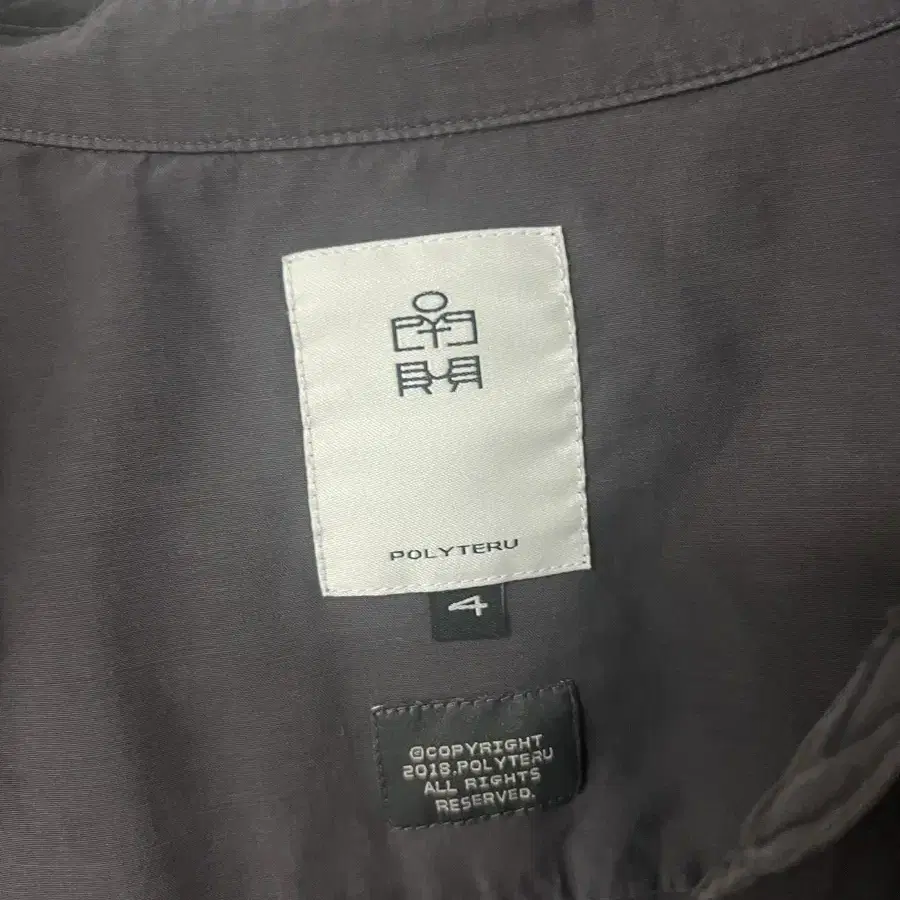 POLYTERU
4
©COPYRIGHT
2018.POLYTERU
ALL RIGHTS
RESERVED.